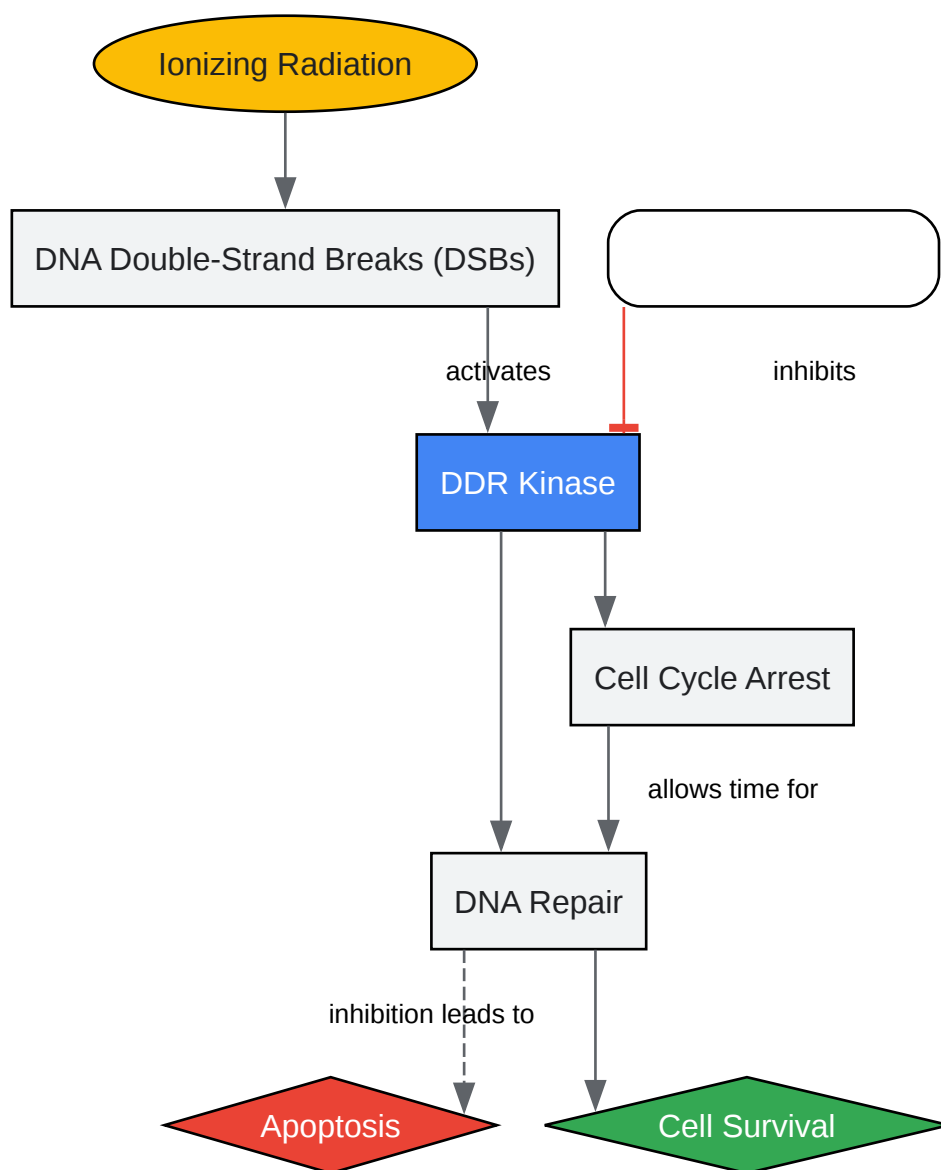 Ionizing Radiation
DNA Double-Strand Breaks (DSBs)
activates
inhibits
DDR Kinase
Cell Cycle Arrest
allows time for
DNA Repair
inhibition leads to
Apoptosis
Cell Survival